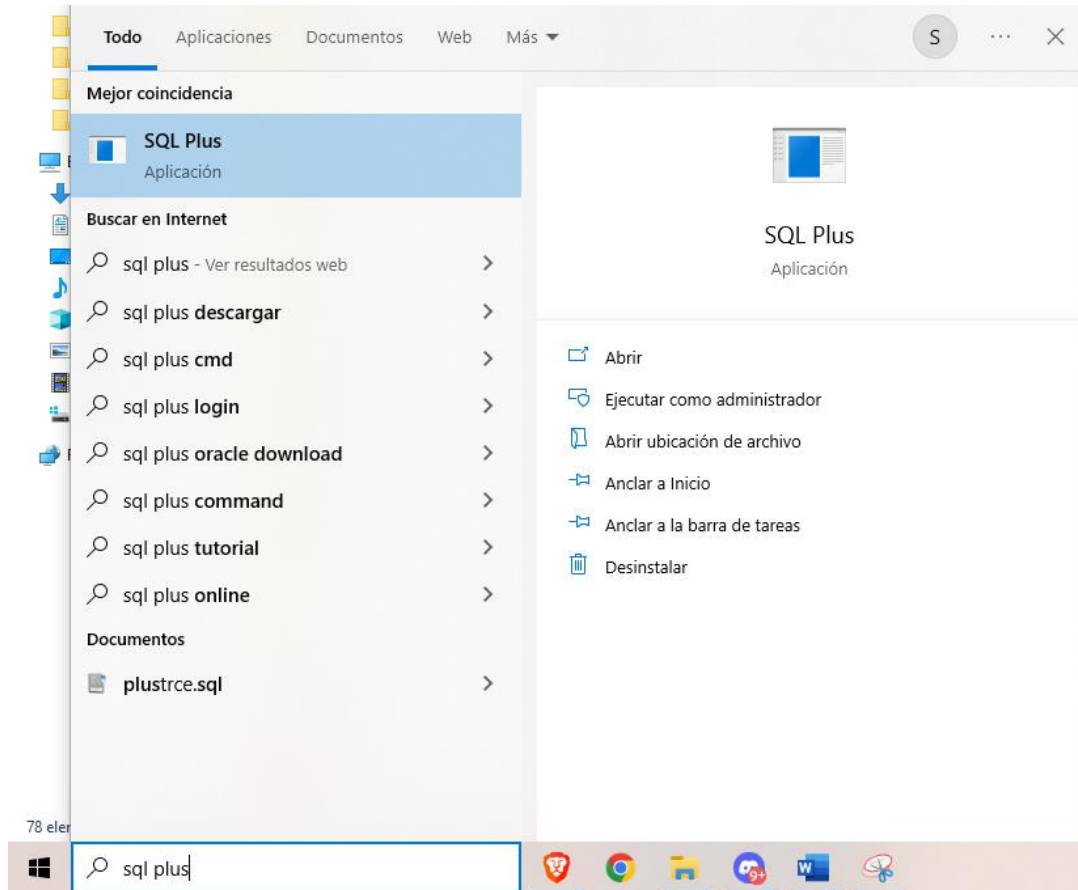 Todo Aplicaciones Documentos Web Más S ...
Mejor coincidencia
SQL Plus
Aplicación
Buscar en Internet
sql plus - Ver resultados web
sql plus descargar
sql plus cmd
sql plus login
sql plus oracle download
sql plus command
sql plus tutorial
sql plus online
Documentos
plustrce.sql
SQL Plus
Aplicación
Abrir
Ejecutar como administrador
Abrir ubicación de archivo
Anclar a Inicio
Anclar a la barra de tareas
Desinstalar
78 eler
sql plus
9+
W